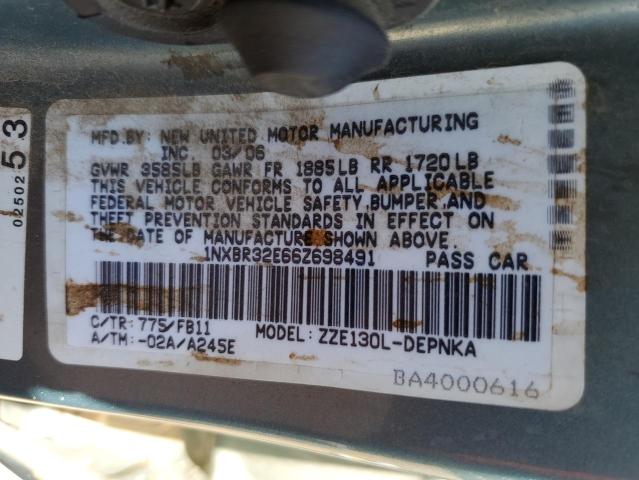 MFD.BY: NEW UNITED MOTOR MANUFACTURING
INC. 03/06
GVWR 3585LB GAWR FR 1885LB RR 1720LB
THIS VEHICLE CONFORMS TO ALL APPLICABLE
FEDERAL MOTOR VEHICLE SAFETY,BUMPER,AND
THEFT PREVENTION STANDARDS IN EFFECT ON
THE DATE OF MANUFACTURE SHOWN ABOVE.
1NXBR32E66Z698491 PASS CAR
C/TR: 775/FB11 MODEL: ZZE130L-DEPNKA
A/TM: -02A/A245E
BA4000616
02502 53